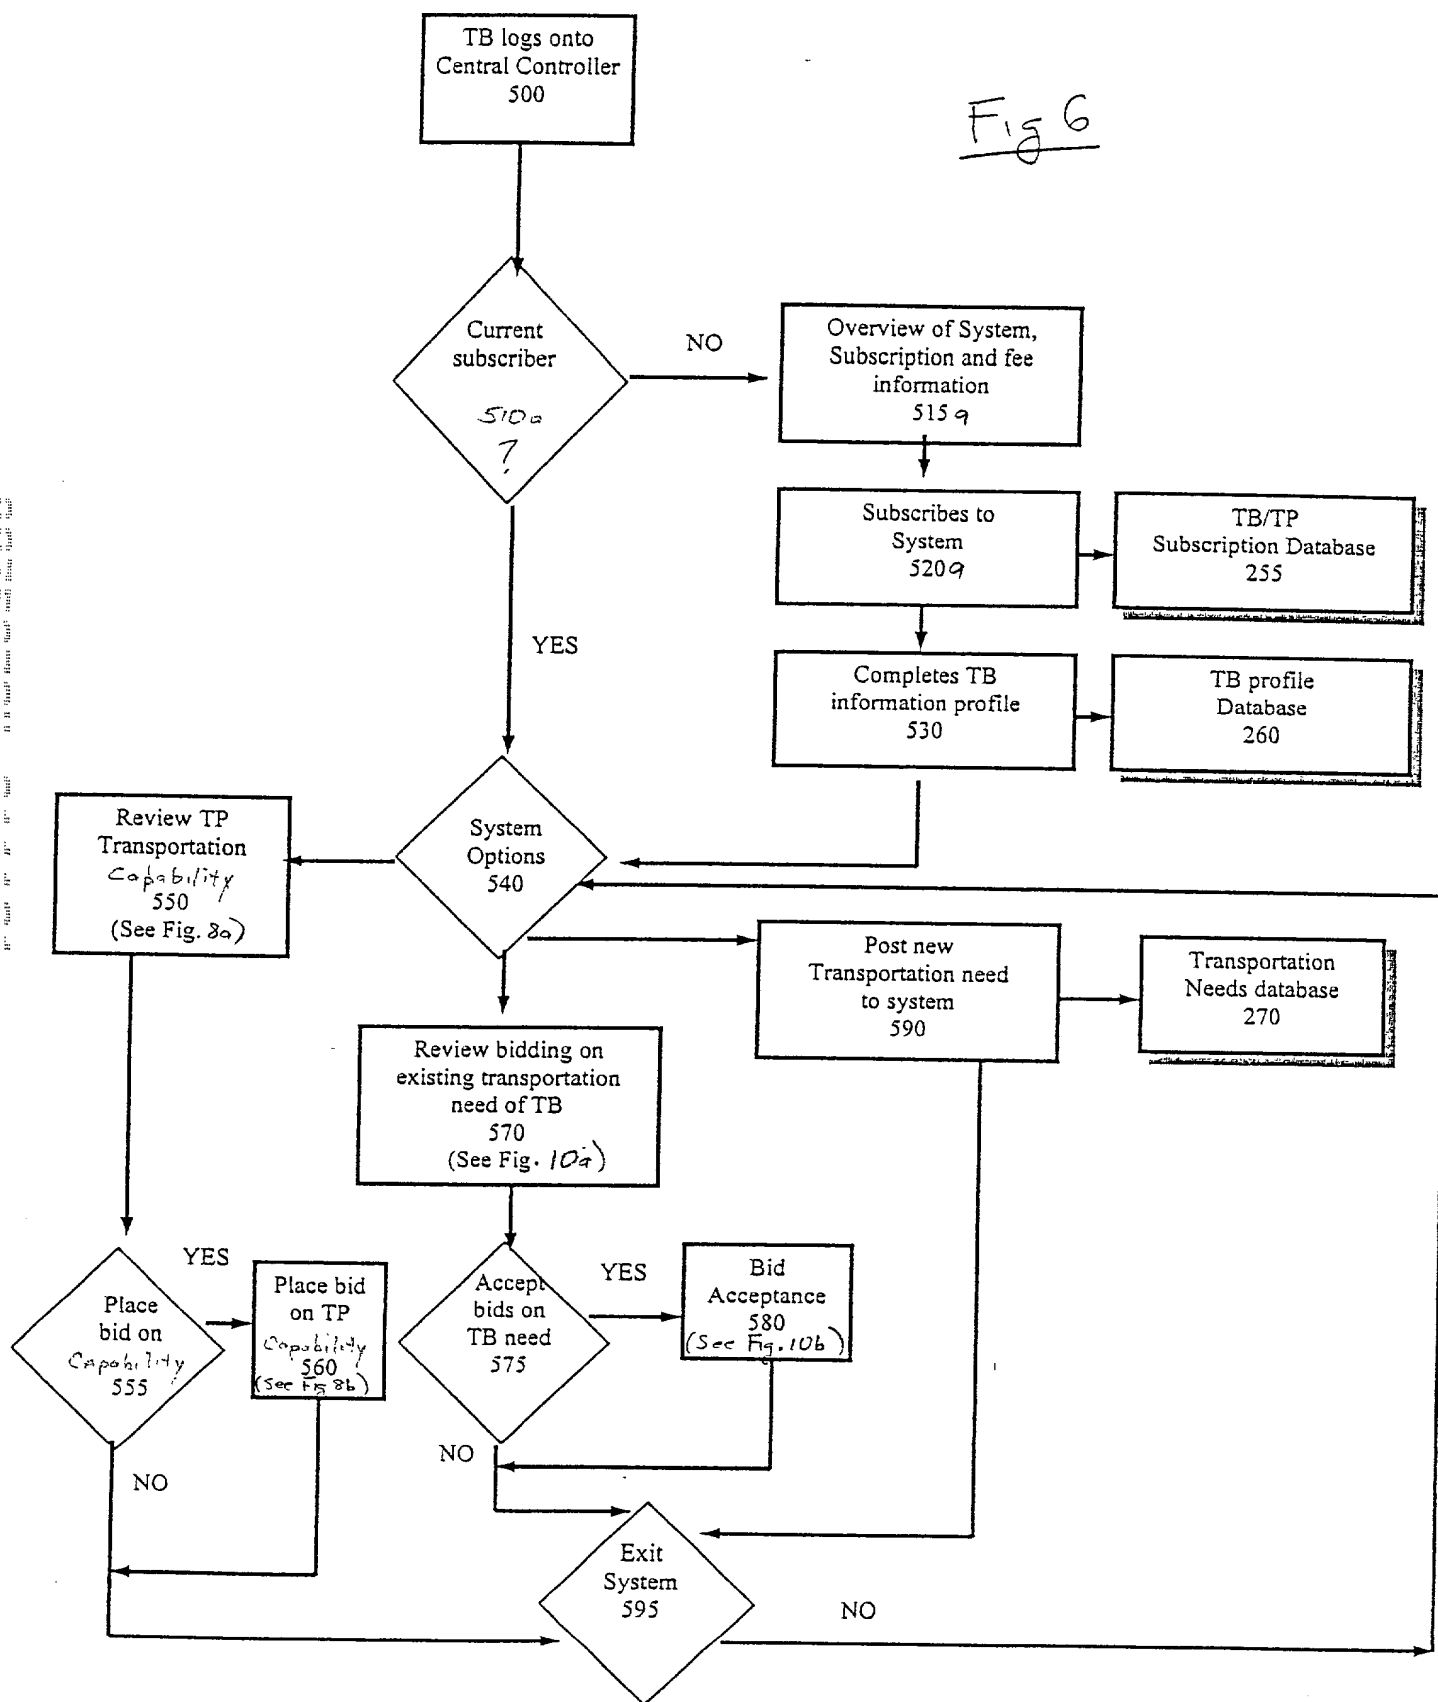 TB logs onto
Central Controller
500
Fig 6
Current
subscriber
510a
?
NO
Overview of System,
Subscription and fee
information
515a
Subscribes to
System
520a
TB/TP
Subscription Database
255
YES
Completes TB
information profile
530
TB profile
Database
260
Review TP
Transportation
Capability
550
(See Fig. 8a)
System
Options
540
Post new
Transportation need
to system
590
Transportation
Needs database
270
Review bidding on
existing transportation
need of TB
570
(See Fig. 10a)
Place
bid on
Capability
555
YES
Place bid
on TP
Capability
560
(See Fig 8b)
Accept
bids on
TB need
575
YES
Bid
Acceptance
580
(See Fig. 10b)
NO
NO
Exit
System
595
NO